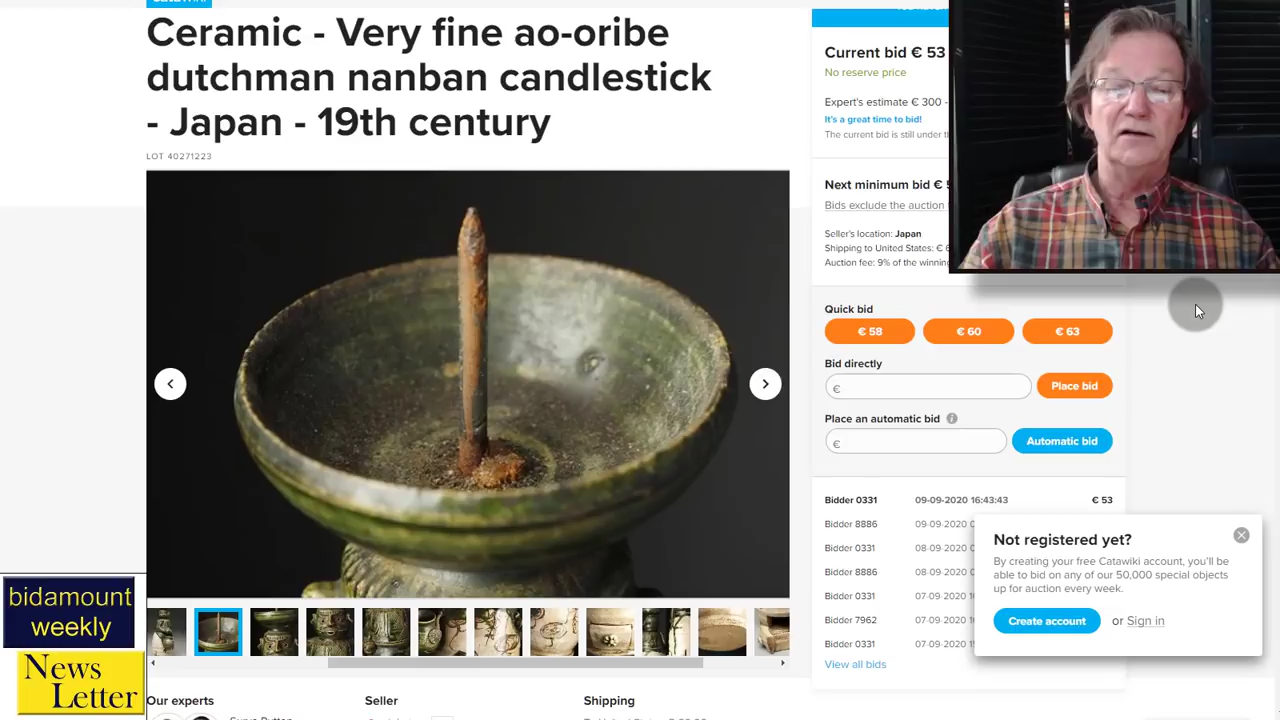 Ceramic - Very fine ao-oribe
dutchman nanban candlestick
- Japan - 19th century
LOT 40271223
Current bid € 53
No reserve price
Expert's estimate € 300 -
It's a great time to bid!
The current bid is still under
Next minimum bid €
Bids exclude the auction
Seller's location: Japan
Shipping to United States: €
Auction fee: 9% of the winning
Quick bid
€ 58 € 60 € 63
Bid directly
€
Place bid
Place an automatic bid
€
Automatic bid
Bidder 0331 09-09-2020 16:43:43 € 53
Bidder 8886 09-09-2020
Bidder 0331 08-09-2020
Bidder 8886 08-09-2020
Bidder 0331 07-09-2020
Bidder 7962 07-09-2020
Bidder 0331 07-09-2020
View all bids
Not registered yet?
By creating your free Catawiki account, you'll be
able to bid on any of our 50,000 special objects
up for auction every week.
Create account or Sign in
bidamount
weekly
News
Letter
Our experts Seller Shipping